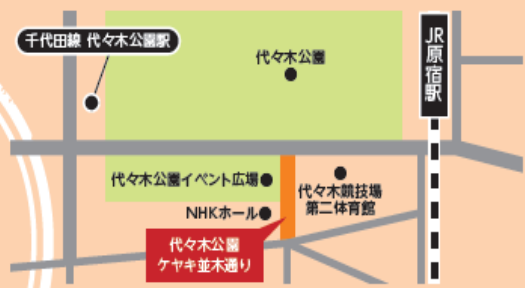 千代田線 代々木公園駅
代々木公園
JR原宿駅
代々木公園イベント広場
代々木競技場
第二体育館
NHKホール
代々木公園
ケヤキ並木通り